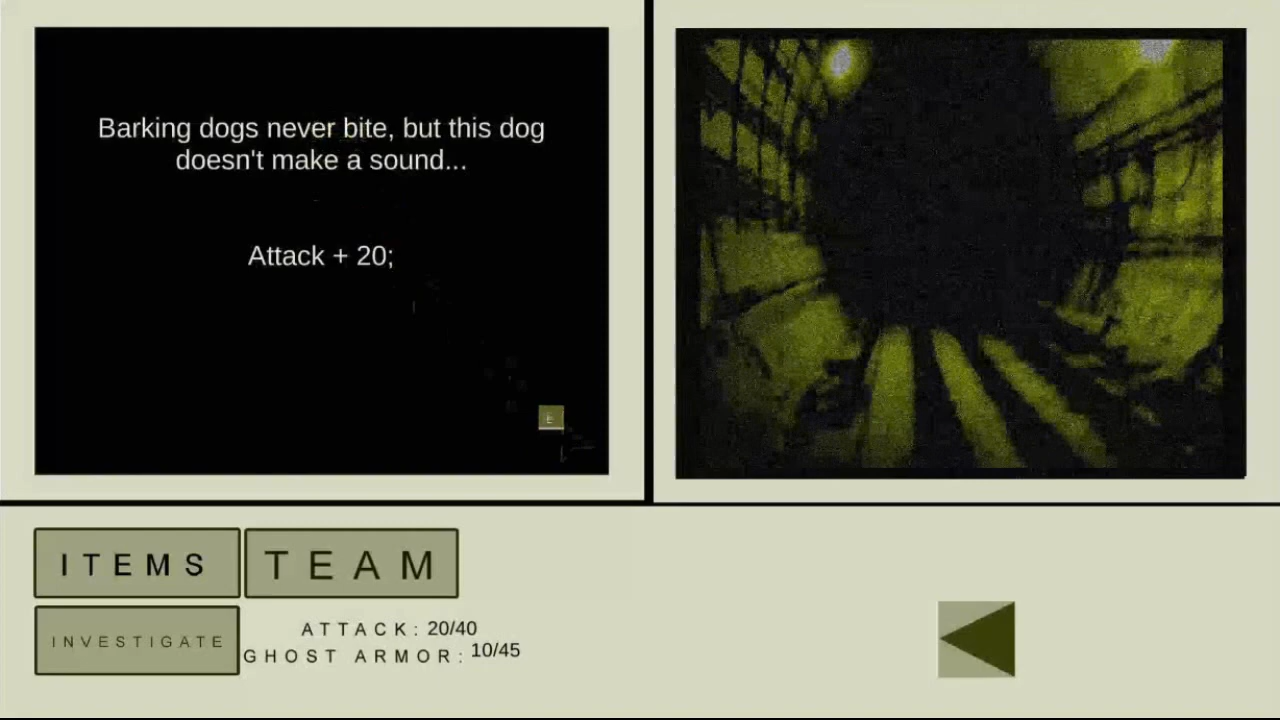 Barking dogs never bite, but this dog
doesn't make a sound...
Attack + 20;
E
ITEMS
TEAM
INVESTIGATE
ATTACK: 20/40
GHOST ARMOR: 10/45